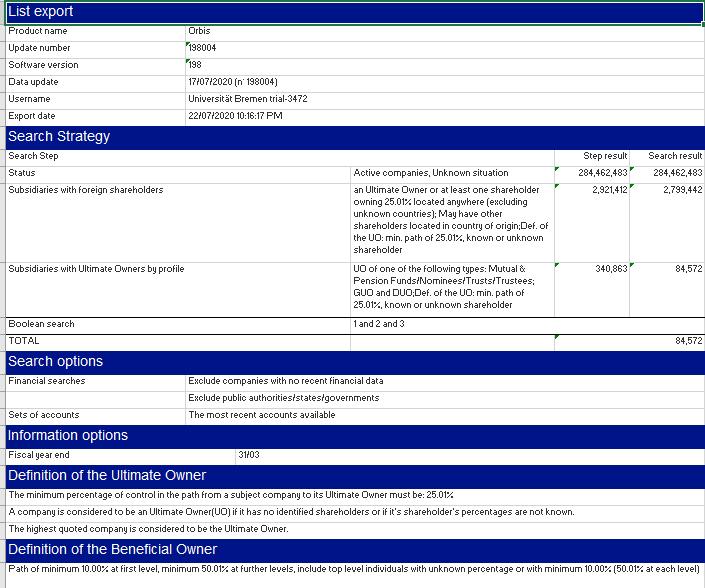 List export
Product name Orbis
Update number 198004
Software version 198
Data update 17/07/2020 (n° 198004)
Username Universität Bremen trial-3472
Export date 22/07/2020 10:16:17 PM
Search Strategy
Search Step Step result Search result
Status Active companies, Unknown situation 284,462,483 284,462,483
Subsidiaries with foreign shareholders an Ultimate Owner or at least one shareholder 2,921,412 2,799,442
owning 25.01% located anywhere (excluding
unknown countries); May have other
shareholders located in country of origin;Def. of
the UO: min. path of 25.01%, known or unknown
shareholder
Subsidiaries with Ultimate Owners by profile UO of one of the following types: Mutual & 340,863 84,572
Pension Funds/Nominees/Trusts/Trustees;
GUO and DUO;Def. of the UO: min. path of
25.01%, known or unknown shareholder
Boolean search 1 and 2 and 3
TOTAL 84,572
Search options
Financial searches Exclude companies with no recent financial data
Exclude public authorities/states/governments
Sets of accounts The most recent accounts available
Information options
Fiscal year end 31/03
Definition of the Ultimate Owner
The minimum percentage of control in the path from a subject company to its Ultimate Owner must be: 25.01%
A company is considered to be an Ultimate Owner(UO) if it has no identified shareholders or if it's shareholder's percentages are not known.
The highest quoted company is considered to be the Ultimate Owner.
Definition of the Beneficial Owner
Path of minimum 10.00% at first level, minimum 50.01% at further levels, include top level individuals with unknown percentage or with minimum 10.00% (50.01% at each level)